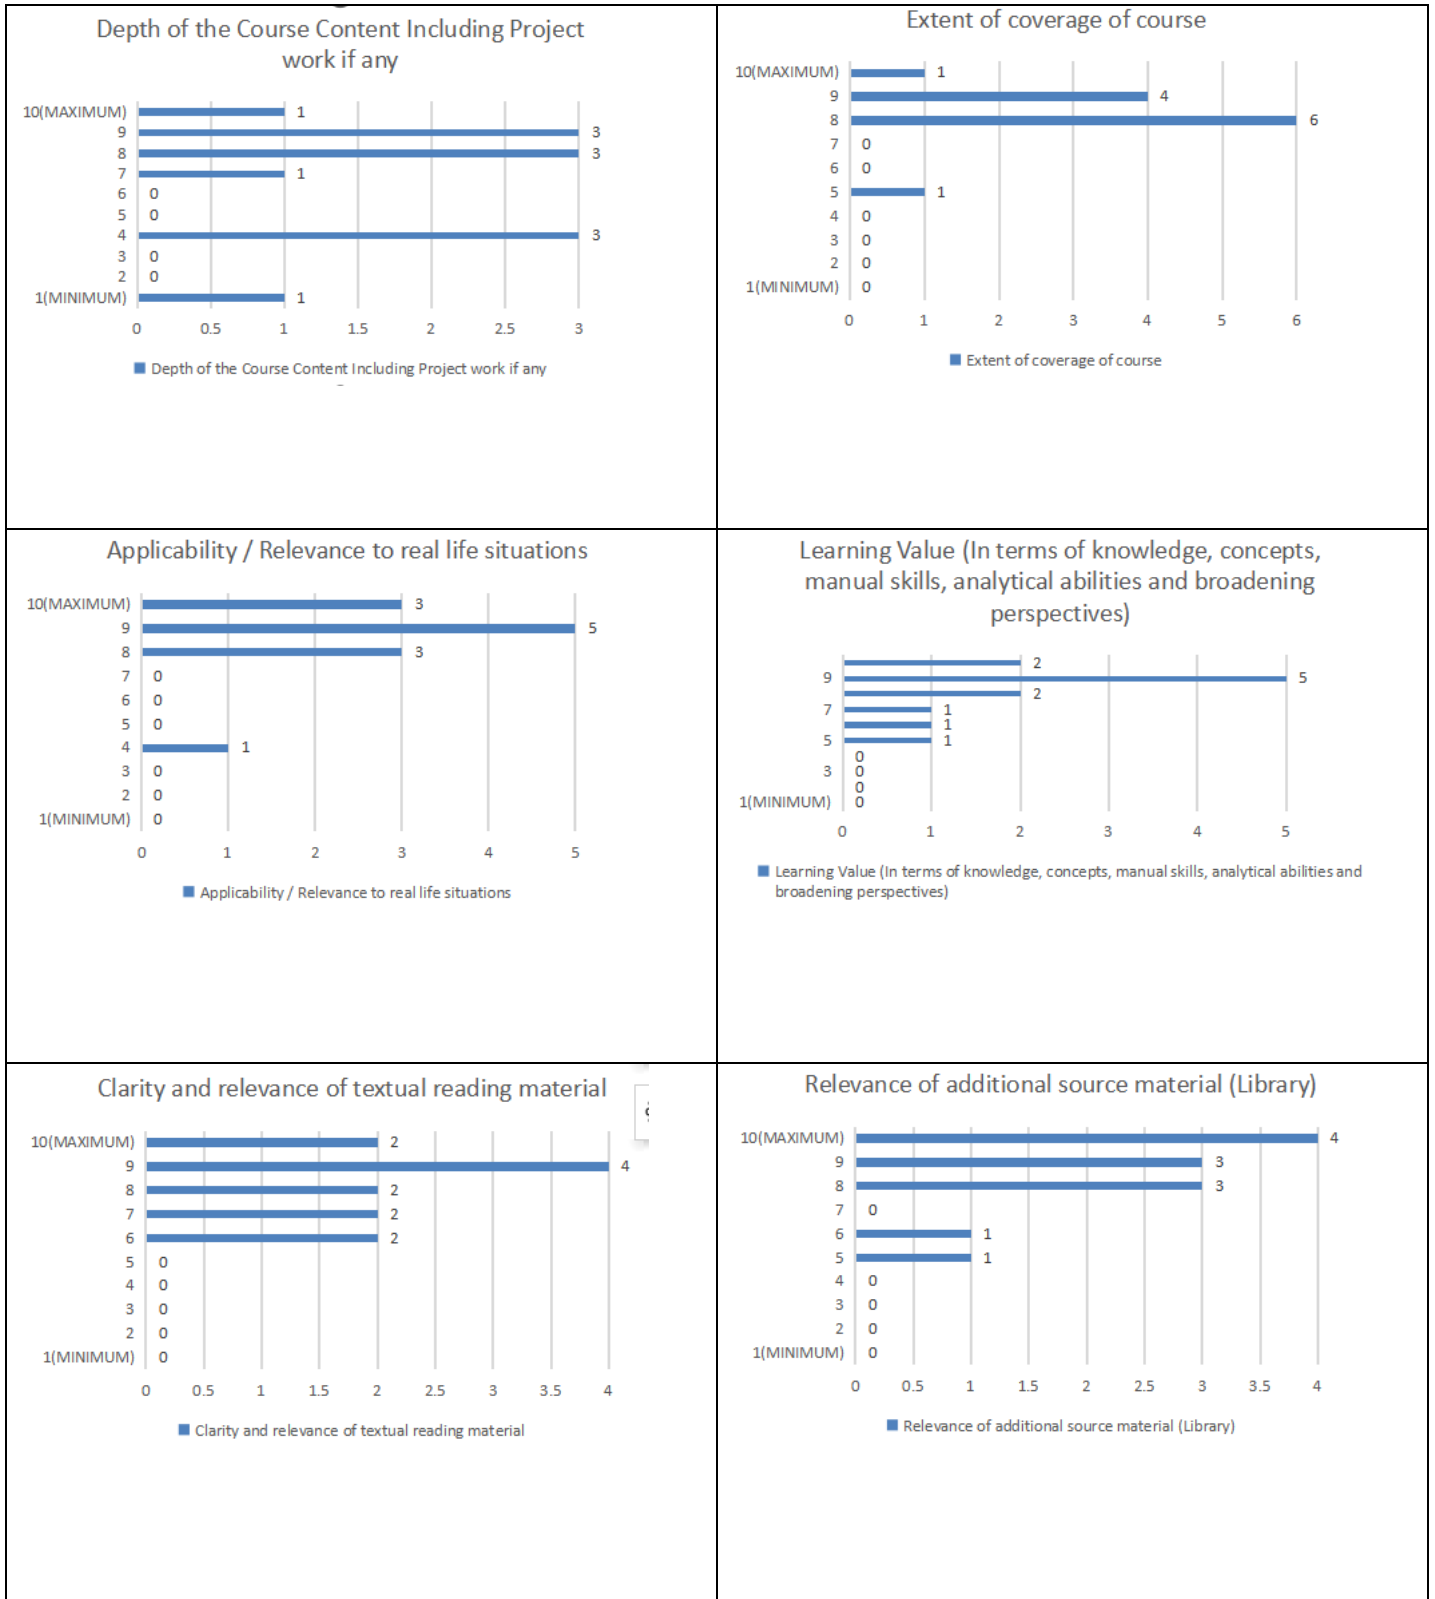 Depth of the Course Content Including Project
work if any
10(MAXIMUM) 1
9 3
8 3
7 1
6 0
5 0
4 3
3 0
2 0
1(MINIMUM) 1
0 0.5 1 1.5 2 2.5 3
Depth of the Course Content Including Project work if any
Extent of coverage of course
10(MAXIMUM) 1
9 4
8 6
7 0
6 0
5 1
4 0
3 0
2 0
1(MINIMUM) 0
0 1 2 3 4 5 6
Extent of coverage of course
Applicability / Relevance to real life situations
10(MAXIMUM) 3
9 5
8 3
7 0
6 0
5 0
4 1
3 0
2 0
1(MINIMUM) 0
0 1 2 3 4 5
Applicability / Relevance to real life situations
Learning Value (In terms of knowledge, concepts,
manual skills, analytical abilities and broadening
perspectives)
2
9 5
2
7 1
1
5 1
0
3 0
0
1(MINIMUM) 0
0 1 2 3 4 5
Learning Value (In terms of knowledge, concepts, manual skills, analytical abilities and
broadening perspectives)
Clarity and relevance of textual reading material
10(MAXIMUM) 2
9 4
8 2
7 2
6 2
5 0
4 0
3 0
2 0
1(MINIMUM) 0
0 0.5 1 1.5 2 2.5 3 3.5 4
Clarity and relevance of textual reading material
Relevance of additional source material (Library)
10(MAXIMUM) 4
9 3
8 3
7 0
6 1
5 1
4 0
3 0
2 0
1(MINIMUM) 0
0 0.5 1 1.5 2 2.5 3 3.5 4
Relevance of additional source material (Library)